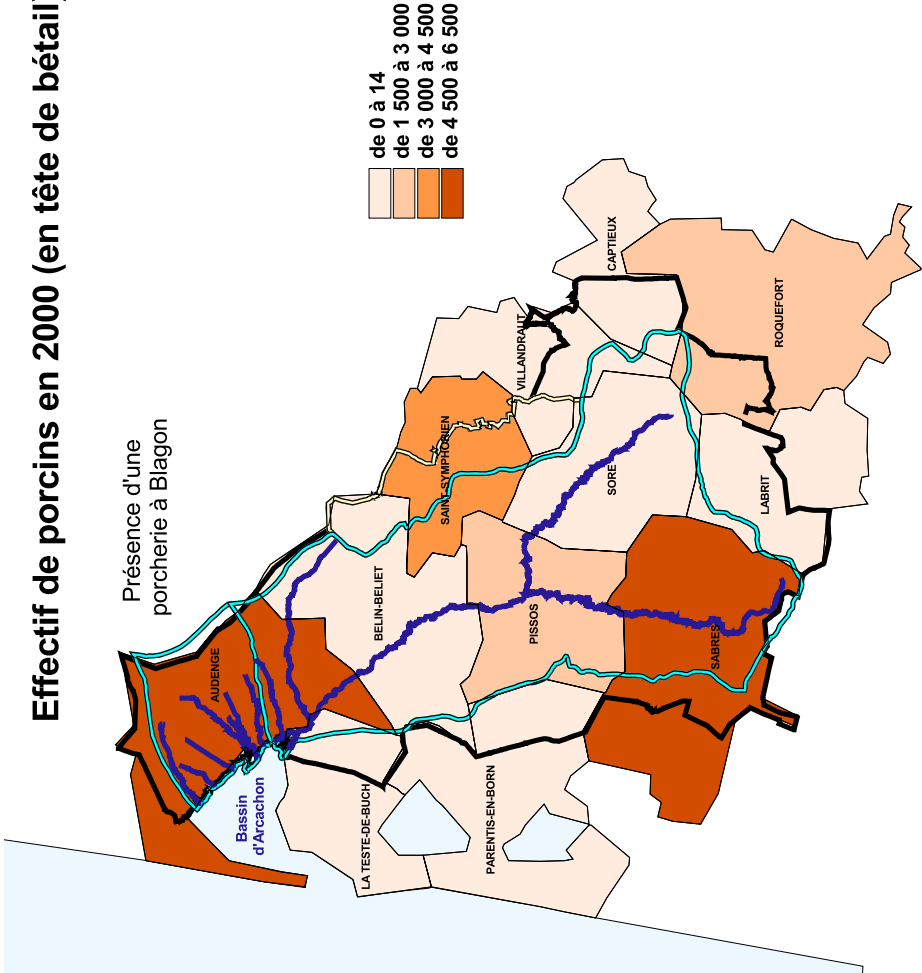 Effectif de porcins en 2000 (en tête de bétail)
Présence d'une
porcherie à Blagon
de 0 à 14
de 1 500 à 3 000
de 3 000 à 4 500
de 4 500 à 6 500
AUDENGE
Bassin
d'Arcachon
LA TESTE-DE-BUCH
BELIN-BELIET
SAINT-SYMPHORIEN
VILLANDRAUT
CAPTIEUX
PARENTIS-EN-BORN
PISSOS
SORE
SABRES
LABRIT
ROQUEFORT